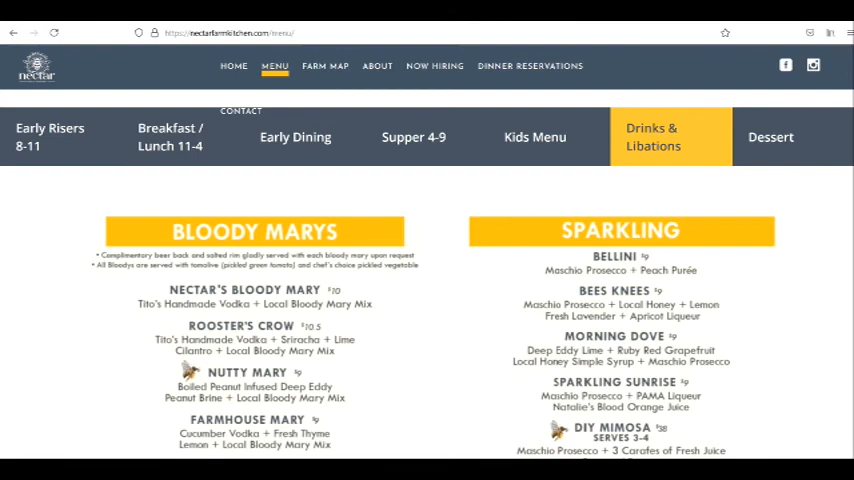 https://nectarfarmkitchen.com/menu/
nectar
HOME MENU FARM MAP ABOUT NOW HIRING DINNER RESERVATIONS
CONTACT
Early Risers
8-11
Breakfast /
Lunch 11-4
Early Dining
Supper 4-9
Kids Menu
Drinks &
Libations
Dessert
BLOODY MARYS
• Complimentary beer back and salted rim gladly served with each bloody mary upon request
• All Bloodys are served with tomolive (pickled green tomato) and chef's choice pickled vegetable
NECTAR'S BLOODY MARY $10
Tito's Handmade Vodka + Local Bloody Mary Mix
ROOSTER'S CROW $10.5
Tito's Handmade Vodka + Sriracha + Lime
Cilantro + Local Bloody Mary Mix
NUTTY MARY $9
Boiled Peanut Infused Deep Eddy
Peanut Brine + Local Bloody Mary Mix
FARMHOUSE MARY $9
Cucumber Vodka + Fresh Thyme
Lemon + Local Bloody Mary Mix
SPARKLING
BELLINI $9
Maschio Prosecco + Peach Purée
BEES KNEES $9
Maschio Prosecco + Local Honey + Lemon
Fresh Lavender + Apricot Liqueur
MORNING DOVE $9
Deep Eddy Lime + Ruby Red Grapefruit
Local Honey Simple Syrup + Maschio Prosecco
SPARKLING SUNRISE $9
Maschio Prosecco + PAMA Liqueur
Natalie's Blood Orange Juice
DIY MIMOSA $38
SERVES 3-4
Maschio Prosecco + 3 Carafes of Fresh Juice